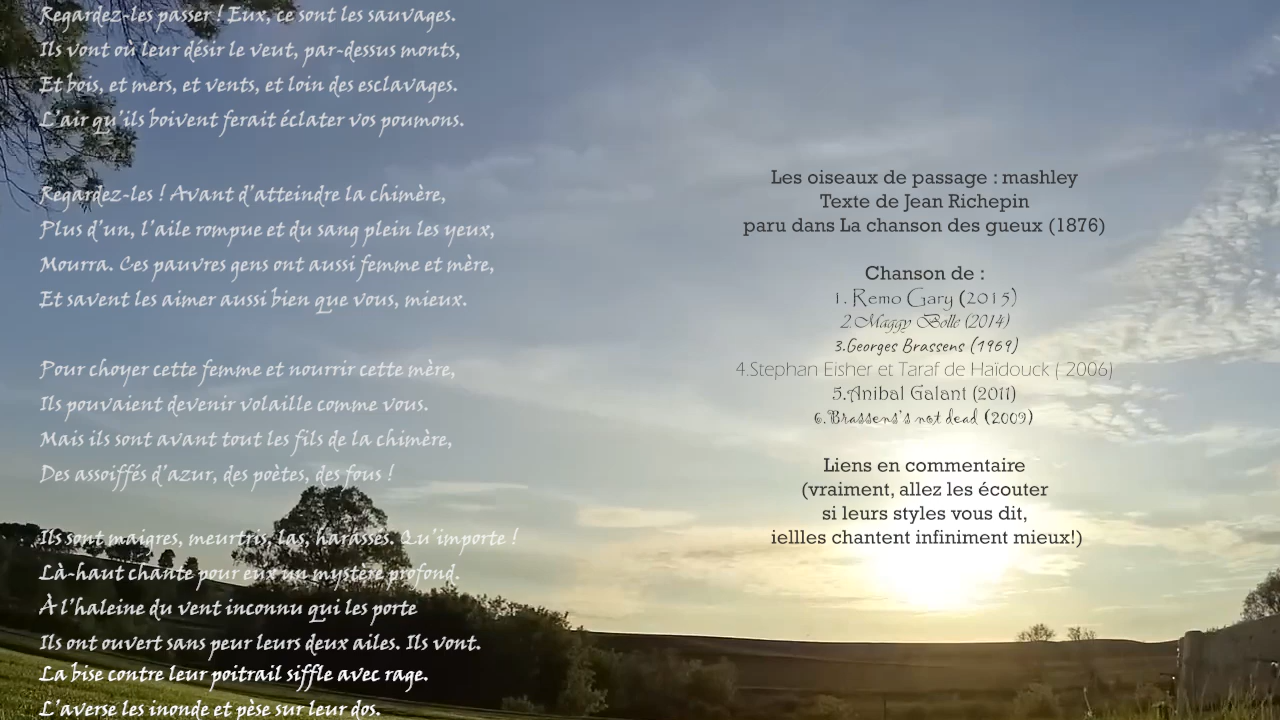 Regardez-les passer ! Eux, ce sont les sauvages.
Ils vont où leur désir le veut, par-dessus monts,
Et bois, et mers, et vents, et loin des esclavages.
L'air qu'ils boivent ferait éclater vos poumons.
Regardez-les ! Avant d'atteindre la chimère,
Plus d'un, l'aile rompue et du sang plein les yeux,
Mourra. Ces pauvres gens ont aussi femme et mère,
Et savent les aimer aussi bien que vous, mieux.
Pour choyer cette femme et nourrir cette mère,
Ils pouvaient devenir volaille comme vous.
Mais ils sont avant tout les fils de la chimère,
Des assoiffés d'azur, des poètes, des fous !
Ils sont maigres, meurtris, las, harassés. Qu'importe !
Là-haut chante pour eux un mystère profond.
À l'haleine du vent inconnu qui les porte
Ils ont ouvert sans peur leurs deux ailes. Ils vont.
La bise contre leur poitrail siffle avec rage.
L'averse les inonde et pèse sur leur dos.
Les oiseaux de passage : mashley
Texte de Jean Richepin
paru dans La chanson des gueux (1876)
Chanson de :
1. Remo Gary (2015)
2.Maggy Bolle (2014)
3.Georges Brassens (1969)
4.Stephan Eisher et Taraf de Haïdouck ( 2006)
5.Anibal Galant (2011)
6.Brassens's not dead (2009)
Liens en commentaire
(vraiment, allez les écouter
si leurs styles vous dit,
iellles chantent infiniment mieux!)